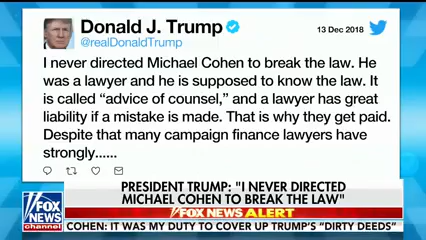 Donald J. Trump
@realDonaldTrump
13 Dec 2018
I never directed Michael Cohen to break the law. He
was a lawyer and he is supposed to know the law. It
is called “advice of counsel,” and a lawyer has great
liability if a mistake is made. That is why they get paid.
Despite that many campaign finance lawyers have
strongly......
PRESIDENT TRUMP: "I NEVER DIRECTED
MICHAEL COHEN TO BREAK THE LAW"
FOX NEWS ALERT
FOX
NEWS
channel
COHEN: IT WAS MY DUTY TO COVER UP TRUMP'S "DIRTY DEEDS"